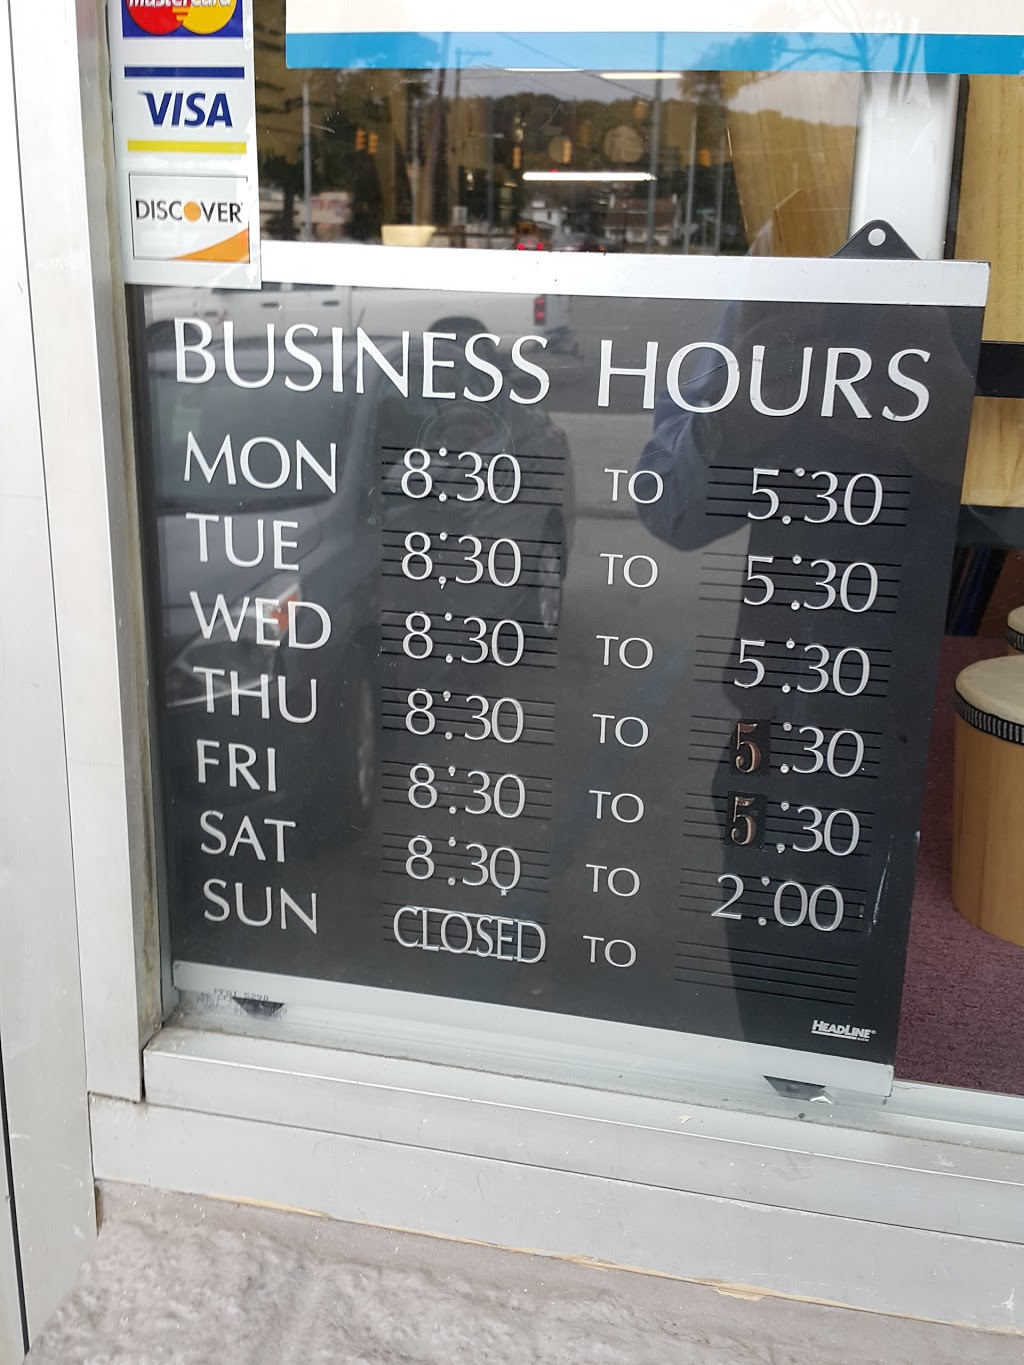 mastercard
VISA
DISCOVER
BUSINESS HOURS
MON 8:30 TO 5:30
TUE 8:30 TO 5:30
WED 8:30 TO 5:30
THU 8:30 TO 5:30
FRI 8:30 TO 5:30
SAT 8:30 TO 2:00
SUN CLOSED TO
HEADLINE